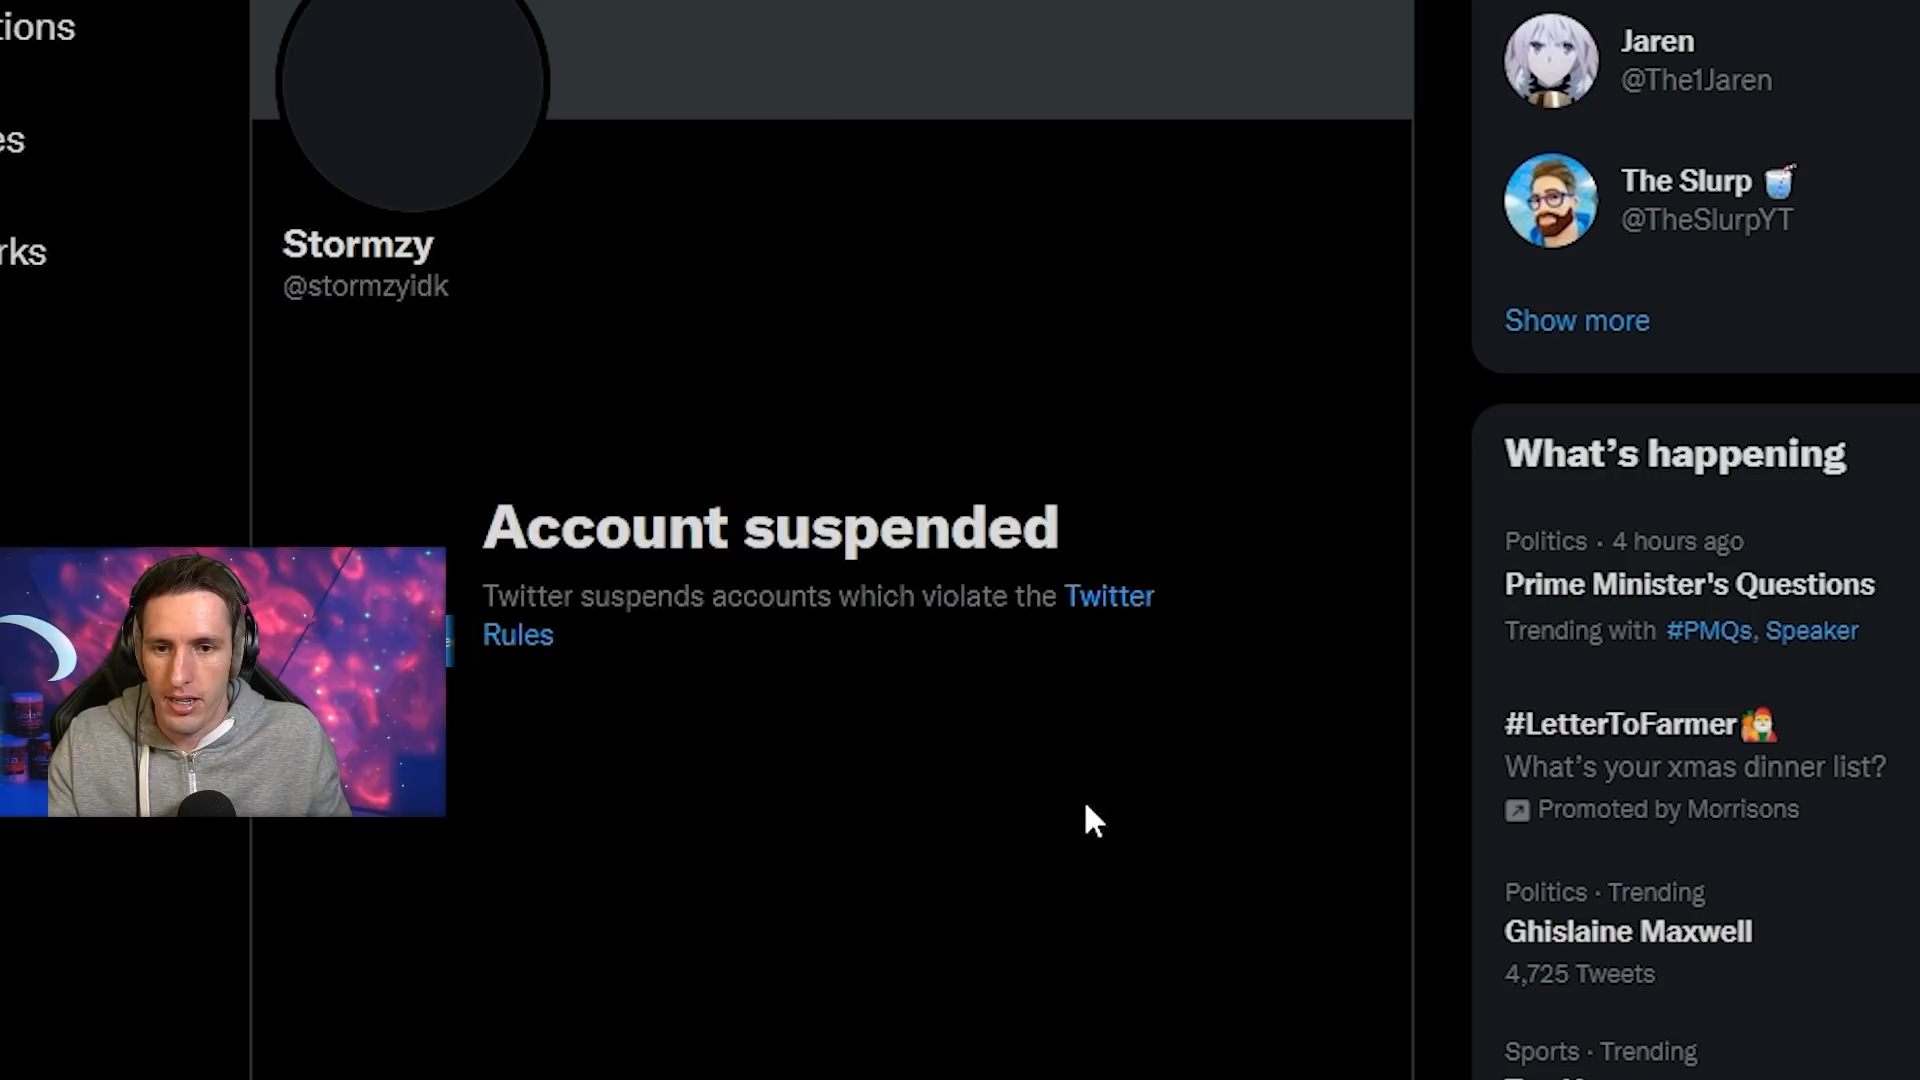 tions
es
rks
Stormzy
@stormzyidk
Account suspended
Twitter suspends accounts which violate the Twitter
Rules
Jaren
@The1Jaren
The Slurp
@TheSlurpYT
Show more
What's happening
Politics · 4 hours ago
Prime Minister's Questions
Trending with #PMQs, Speaker
#LetterToFarmer
What's your xmas dinner list?
Promoted by Morrisons
Politics · Trending
Ghislaine Maxwell
4,725 Tweets
Sports · Trending